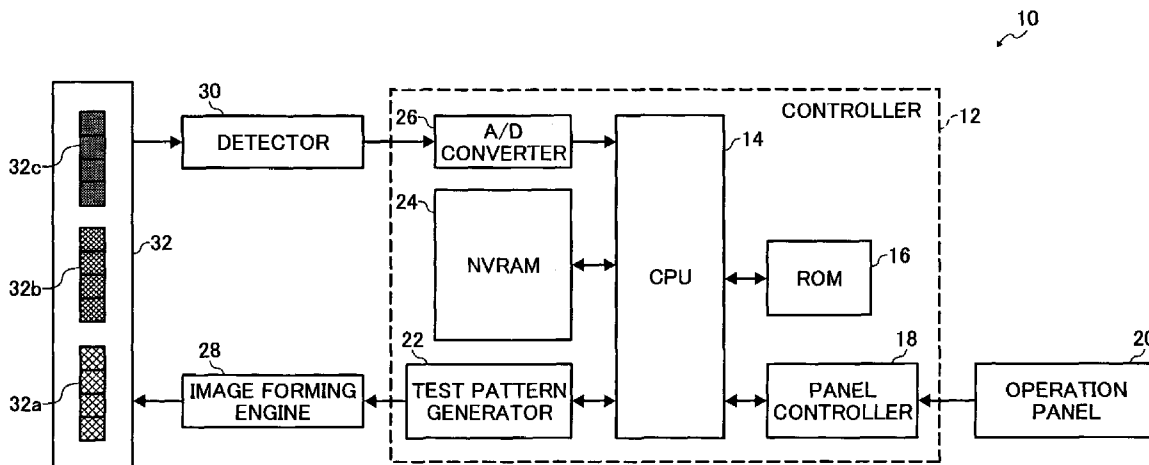 10
30
DETECTOR
26
A/D
CONVERTER
CONTROLLER
12
14
32c
24
NVRAM
32
CPU
16
ROM
32b
28
IMAGE FORMING
ENGINE
22
TEST PATTERN
GENERATOR
18
PANEL
CONTROLLER
20
OPERATION
PANEL
32a